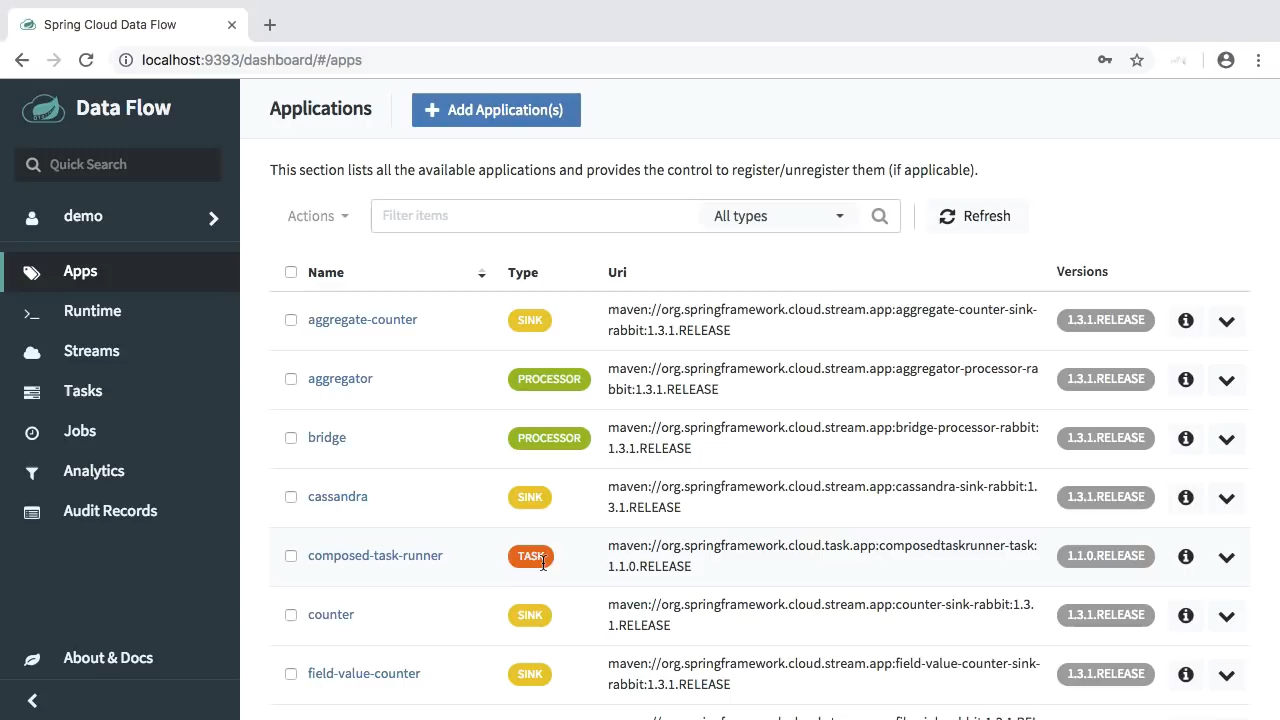 Spring Cloud Data Flow
localhost:9393/dashboard/#/apps
Data Flow
Quick Search
demo
Apps
Runtime
Streams
Tasks
Jobs
Analytics
Audit Records
About & Docs
Applications
Add Application(s)
This section lists all the available applications and provides the control to register/unregister them (if applicable).
Actions
Filter items
All types
Refresh
Name Type Uri Versions
aggregate-counter SINK maven://org.springframework.cloud.stream.app:aggregate-counter-sink- 1.3.1.RELEASE
rabbit:1.3.1.RELEASE
aggregator PROCESSOR maven://org.springframework.cloud.stream.app:aggregator-processor-ra 1.3.1.RELEASE
bbit:1.3.1.RELEASE
bridge PROCESSOR maven://org.springframework.cloud.stream.app:bridge-processor-rabbit: 1.3.1.RELEASE
1.3.1.RELEASE
cassandra SINK maven://org.springframework.cloud.stream.app:cassandra-sink-rabbit:1. 1.3.1.RELEASE
3.1.RELEASE
composed-task-runner TASK maven://org.springframework.cloud.task.app:composedtaskrunner-task: 1.1.0.RELEASE
1.1.0.RELEASE
counter SINK maven://org.springframework.cloud.stream.app:counter-sink-rabbit:1.3. 1.3.1.RELEASE
1.RELEASE
field-value-counter SINK maven://org.springframework.cloud.stream.app:field-value-counter-sink- 1.3.1.RELEASE
rabbit:1.3.1.RELEASE